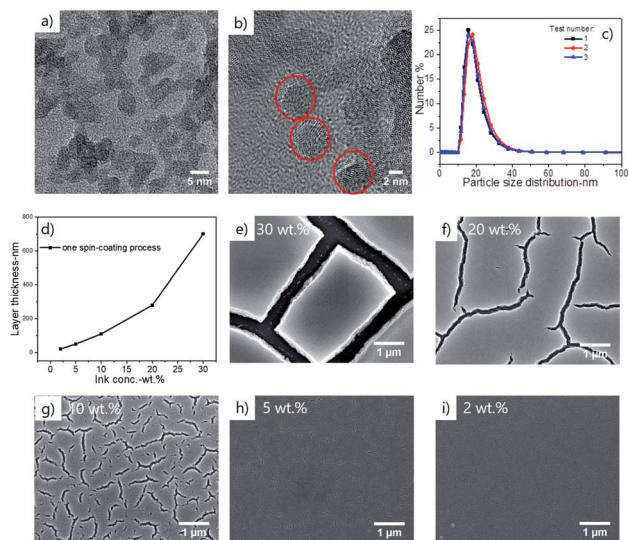 a)
5 nm
b)
2 nm
c)
Test number:
1
2
3
Number %
25
20
15
10
5
0
0 20 40 60 80 100
Particle size distribution-nm
d)
one spin-coating process
Layer thickness-nm
800
600
400
200
0
0 5 10 15 20 25 30
Ink conc.-wt.%
e) 30 wt.%
1 µm
f) 20 wt.%
1 µm
g) 10 wt.%
1 µm
h) 5 wt.%
1 µm
i) 2 wt.%
1 µm